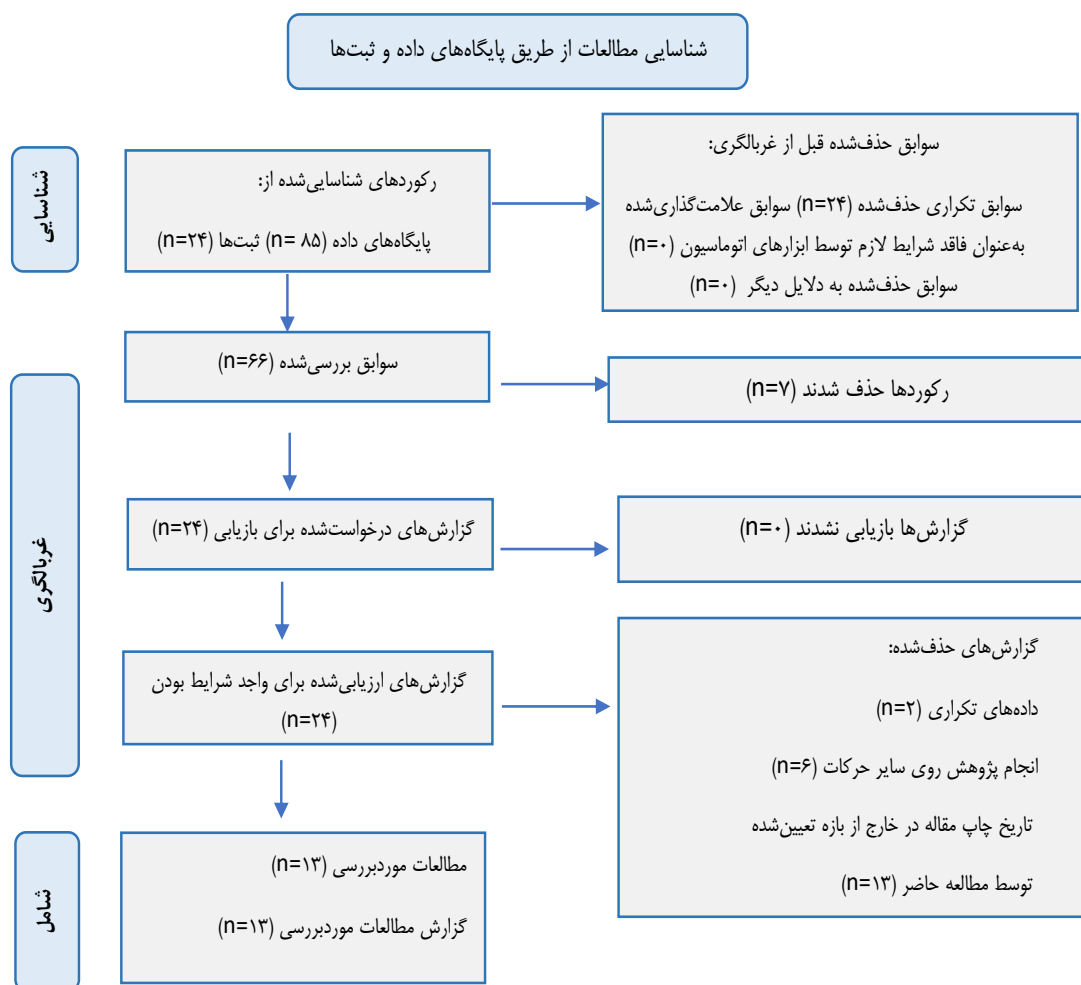 شناسایی مطالعات از طریق پایگاه‌های داده و ثبت‌ها
شناسایی
رکوردهای شناسایی‌شده از:
پایگاه‌های داده (n= ۸۵) ثبت‌ها (n=۲۴)
سوابق حذف‌شده قبل از غربالگری:
سوابق تکراری حذف‌شده (n=۲۴) سوابق علامت‌گذاری‌شده
به‌عنوان فاقد شرایط لازم توسط ابزارهای اتوماسیون (n=۰)
سوابق حذف‌شده به دلایل دیگر (n=۰)
غربالگری
سوابق بررسی‌شده (n=۶۶)
رکوردها حذف شدند (n=۷)
گزارش‌های درخواست‌شده برای بازیابی (n=۲۴)
گزارش‌ها بازیابی نشدند (n=۰)
گزارش‌های ارزیابی‌شده برای واجد شرایط بودن
(n=۲۴)
گزارش‌های حذف‌شده:
داده‌های تکراری (n=۲)
انجام پژوهش روی سایر حرکات (n=۶)
تاریخ چاپ مقاله در خارج از بازه تعیین‌شده
توسط مطالعه حاضر (n=۱۳)
شامل
مطالعات موردبررسی (n=۱۳)
گزارش مطالعات موردبررسی (n=۱۳)